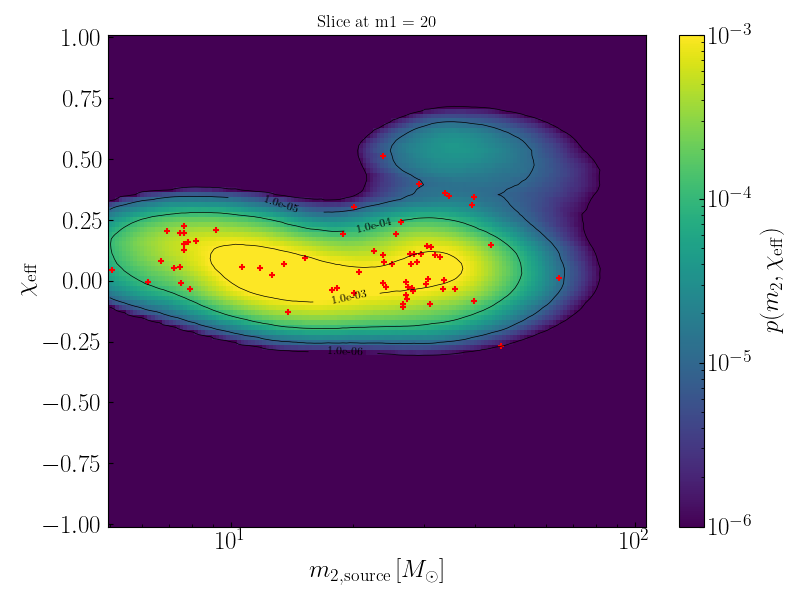 Slice at m1 = 20
1.00
0.75
0.50
0.25
0.00
−0.25
−0.50
−0.75
−1.00
χeff
1.0e-05
1.0e-04
1.0e-03
1.0e-06
10¹
10²
m₂,source [M⊙]
10⁻³
10⁻⁴
10⁻⁵
10⁻⁶
p(m₂, χeff)